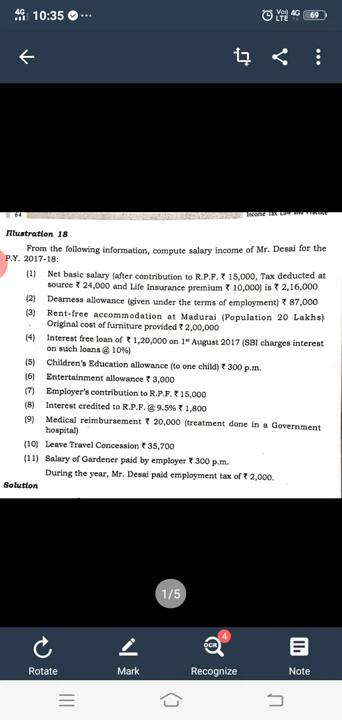 4G 10:35 ... Vo) LTE 4G 69
64 Income Tax Law and Practice
Illustration 18
From the following information, compute salary income of Mr. Desai for the
P.Y. 2017-18:
(1) Net basic salary (after contribution to R.P.F. ₹ 15,000, Tax deducted at
source ₹ 24,000 and Life Insurance premium ₹ 10,000) is ₹ 2,16,000
(2) Dearness allowance (given under the terms of employment) ₹ 87,000
(3) Rent-free accommodation at Madurai (Population 20 Lakhs)
Original cost of furniture provided ₹ 2,00,000
(4) Interest free loan of ₹ 1,20,000 on 1st August 2017 (SBI charges interest
on such loans @ 10%)
(5) Children's Education allowance (to one child) ₹ 300 p.m.
(6) Entertainment allowance ₹ 3,000
(7) Employer's contribution to R.P.F. ₹ 15,000
(8) Interest credited to R.P.F. @ 9.5% ₹ 1,800
(9) Medical reimbursement ₹ 20,000 (treatment done in a Government
hospital)
(10) Leave Travel Concession ₹ 35,700
(11) Salary of Gardener paid by employer ₹ 300 p.m.
During the year, Mr. Desai paid employment tax of ₹ 2,000.
Solution
1/5
4
OCR
Rotate Mark Recognize Note